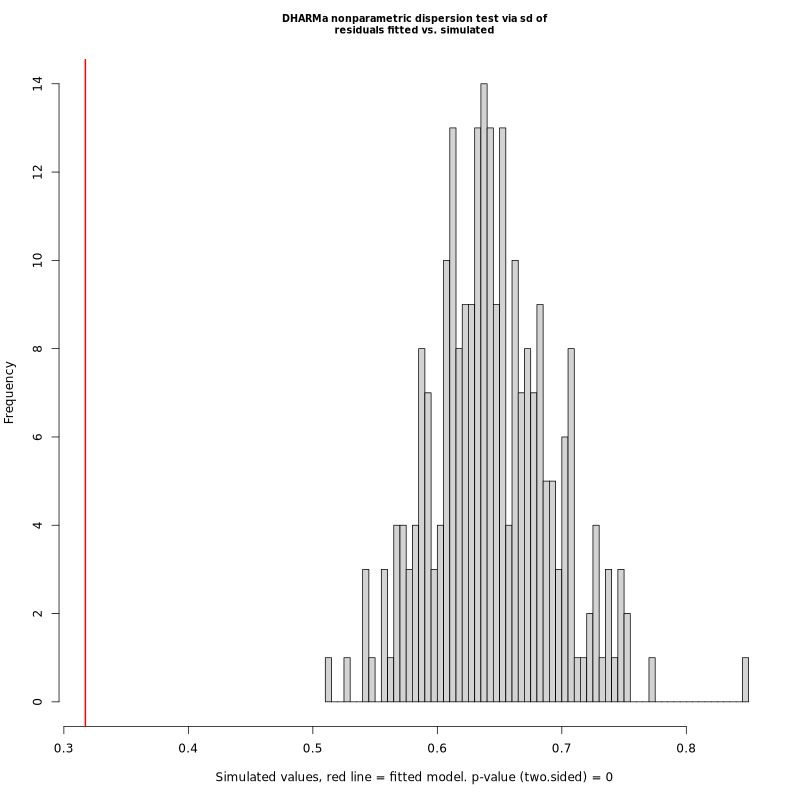 DHARMa nonparametric dispersion test via sd of
residuals fitted vs. simulated
Frequency
14
12
10
8
6
4
2
0
0.3 0.4 0.5 0.6 0.7 0.8
Simulated values, red line = fitted model. p-value (two.sided) = 0